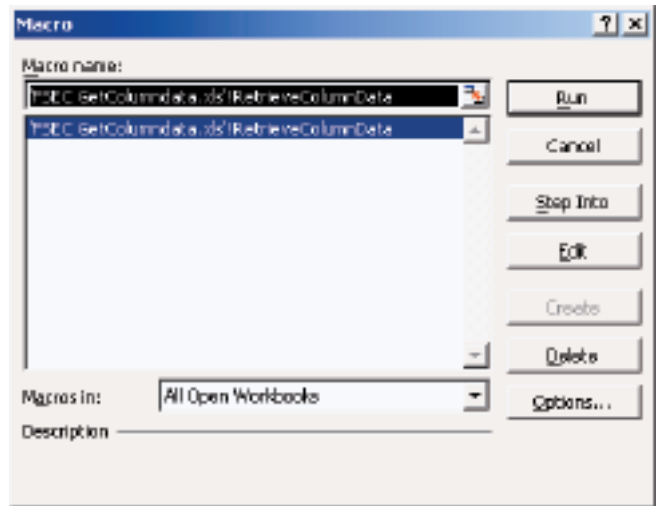 Macro
Macro name:
'FSEC GetColumndata.xls'!RetrieveColumnData
'FSEC GetColumndata.xls'!RetrieveColumnData
Run
Cancel
Step Into
Edit
Create
Delete
Macros in:
All Open Workbooks
Options...
Description